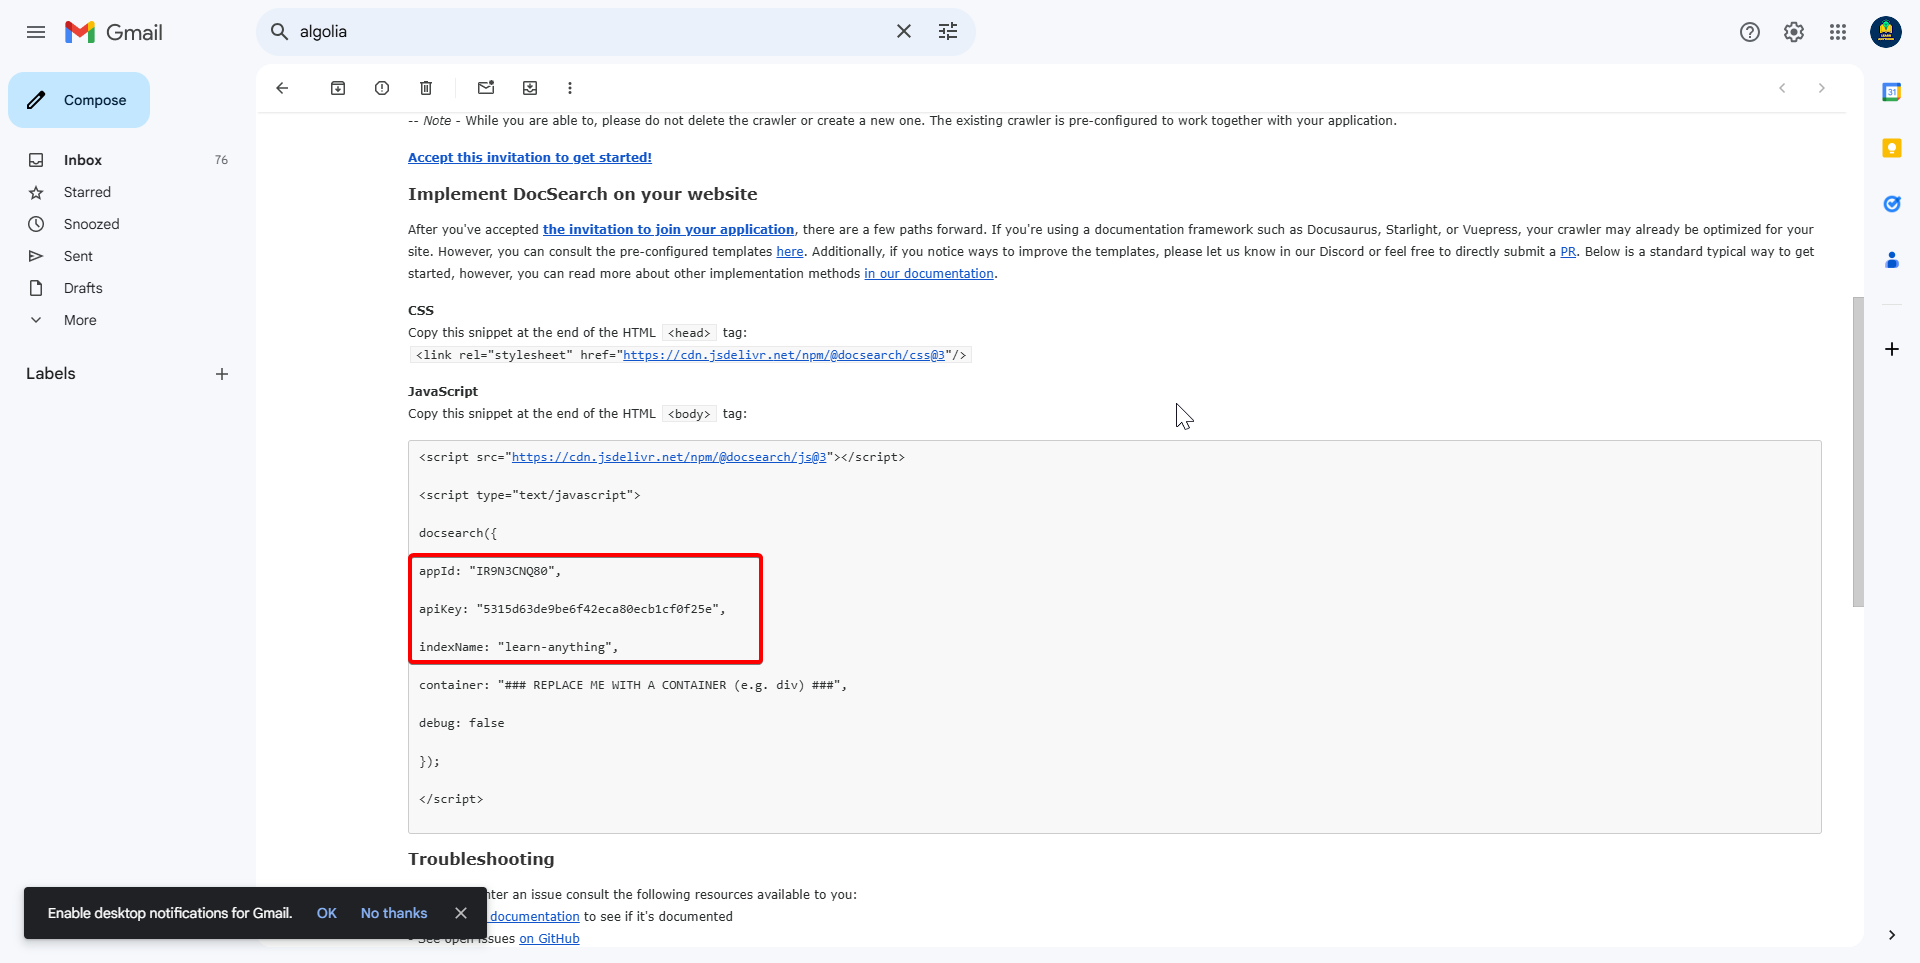 Gmail
algolia
Compose
Inbox 76
Starred
Snoozed
Sent
Drafts
More
Labels
-- Note - While you are able to, please do not delete the crawler or create a new one. The existing crawler is pre-configured to work together with your application.
Accept this invitation to get started!
Implement DocSearch on your website
After you've accepted the invitation to join your application, there are a few paths forward. If you're using a documentation framework such as Docusaurus, Starlight, or Vuepress, your crawler may already be optimized for your
site. However, you can consult the pre-configured templates here. Additionally, if you notice ways to improve the templates, please let us know in our Discord or feel free to directly submit a PR. Below is a standard typical way to get
started, however, you can read more about other implementation methods in our documentation.
CSS
Copy this snippet at the end of the HTML <head> tag:
<link rel="stylesheet" href="https://cdn.jsdelivr.net/npm/@docsearch/css@3"/>
JavaScript
Copy this snippet at the end of the HTML <body> tag:
<script src="https://cdn.jsdelivr.net/npm/@docsearch/js@3"></script>
<script type="text/javascript">
docsearch({
appId: "IR9N3CNQ80",
apiKey: "5315d63de9be6f42eca80ecb1cf0f25e",
indexName: "learn-anything",
container: "### REPLACE ME WITH A CONTAINER (e.g. div) ###",
debug: false
});
</script>
Troubleshooting
nter an issue consult the following resources available to you:
documentation to see if it's documented
- See open issues on GitHub
Enable desktop notifications for Gmail. OK No thanks
31